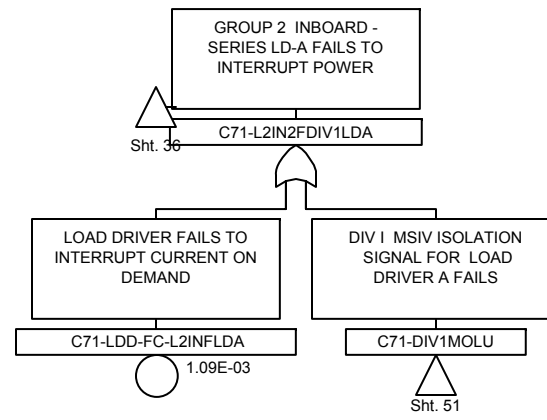 GROUP 2 INBOARD -
SERIES LD-A FAILS TO
INTERRUPT POWER
Sht. 36
C71-L2IN2FDIV1LDA
LOAD DRIVER FAILS TO
INTERRUPT CURRENT ON
DEMAND
C71-LDD-FC-L2INFLDA
1.09E-03
DIV I MSIV ISOLATION
SIGNAL FOR LOAD
DRIVER A FAILS
C71-DIV1MOLU
Sht. 51